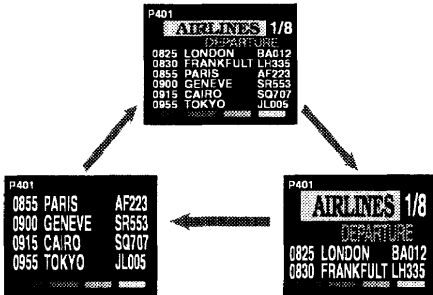 P401
AIRLINES 1/8
DEPARTURE
0825 LONDON BA012
0830 FRANKFULT LH335
0855 PARIS AF223
0900 GENEVE SR553
0915 CAIRO SQ707
0955 TOKYO JL005
P401
0855 PARIS AF223
0900 GENEVE SR553
0915 CAIRO SQ707
0955 TOKYO JL005
P401
AIRLINES 1/8
DEPARTURE
0825 LONDON BA012
0830 FRANKFULT LH335